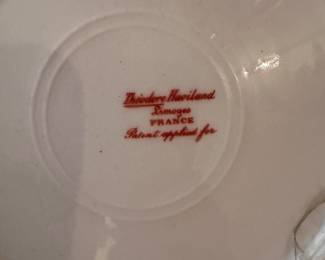 Theodore Haviland
Limoges
FRANCE
Patent applied for